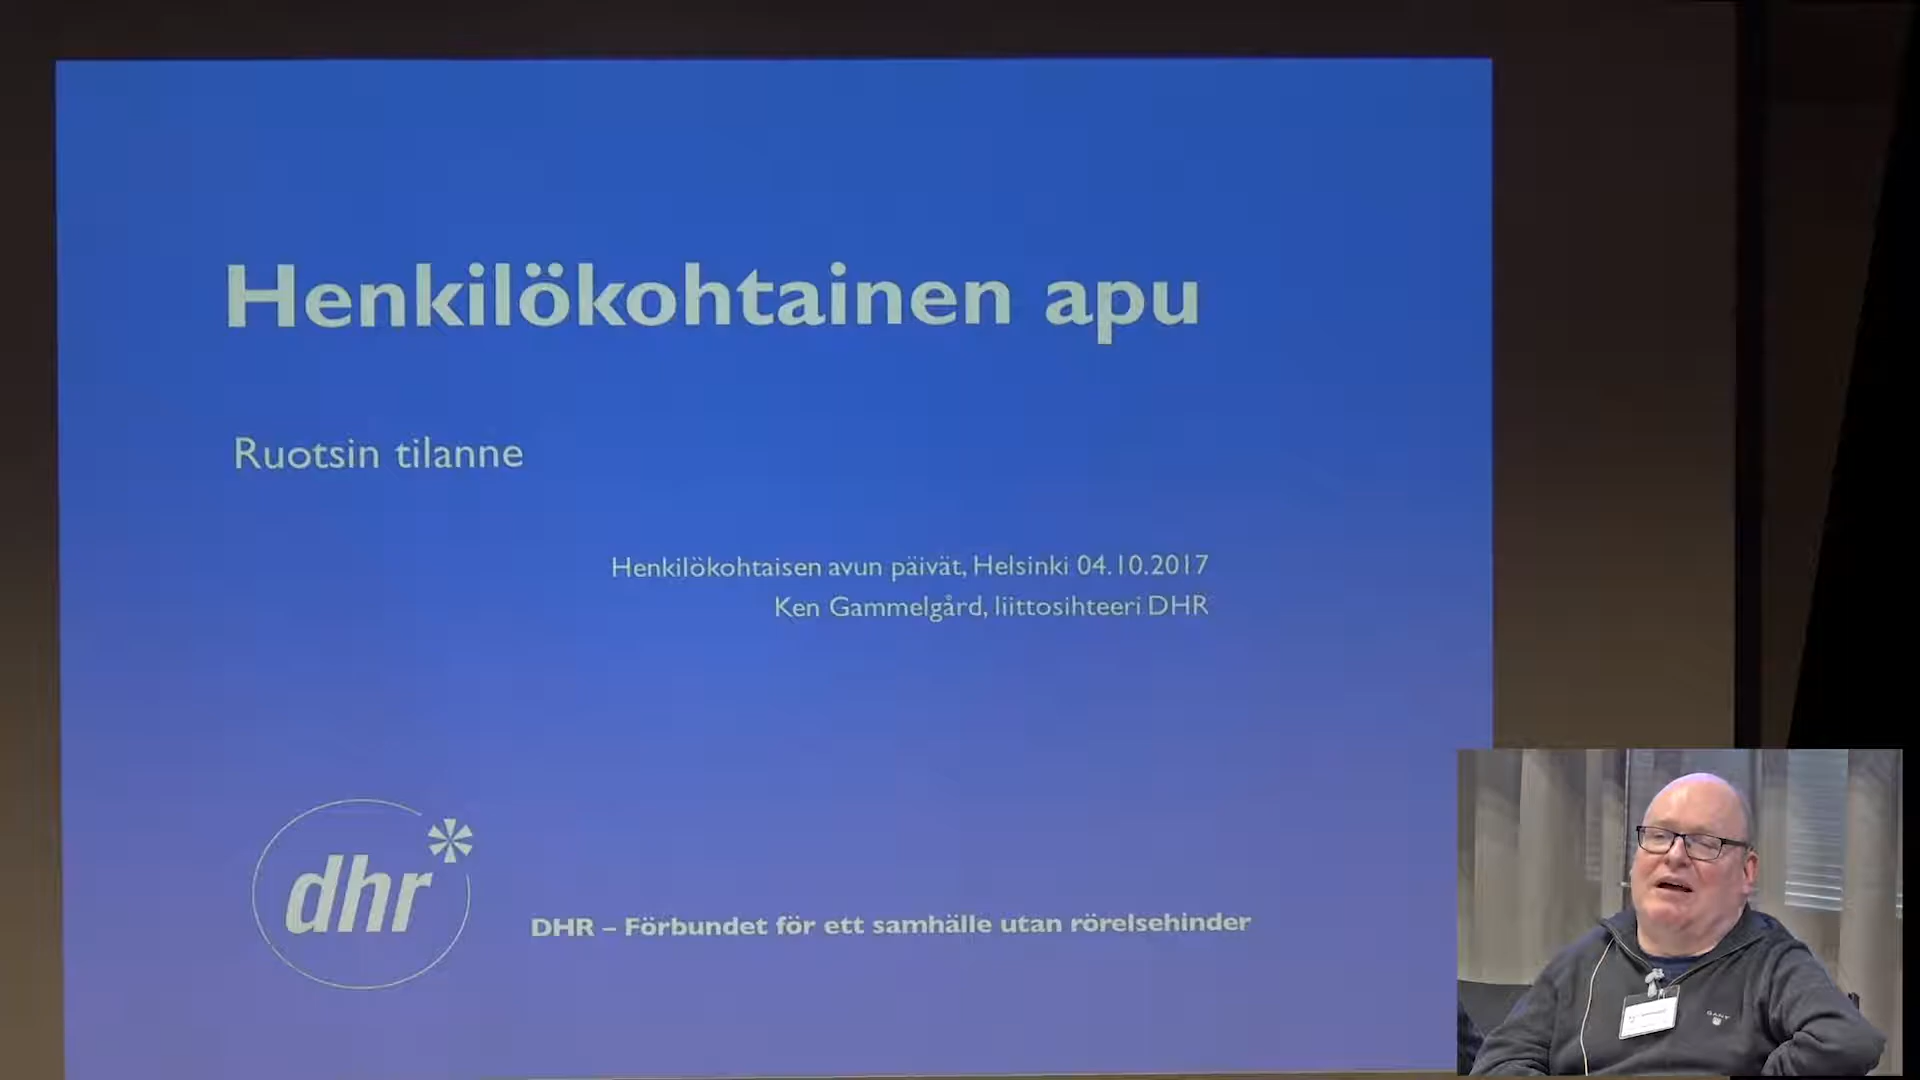 Henkilökohtainen apu
Ruotsin tilanne
Henkilökohtaisen avun päivät, Helsinki 04.10.2017
Ken Gammelgård, liittosihteeri DHR
dhr*
DHR – Förbundet för ett samhälle utan rörelsehinder
GANT